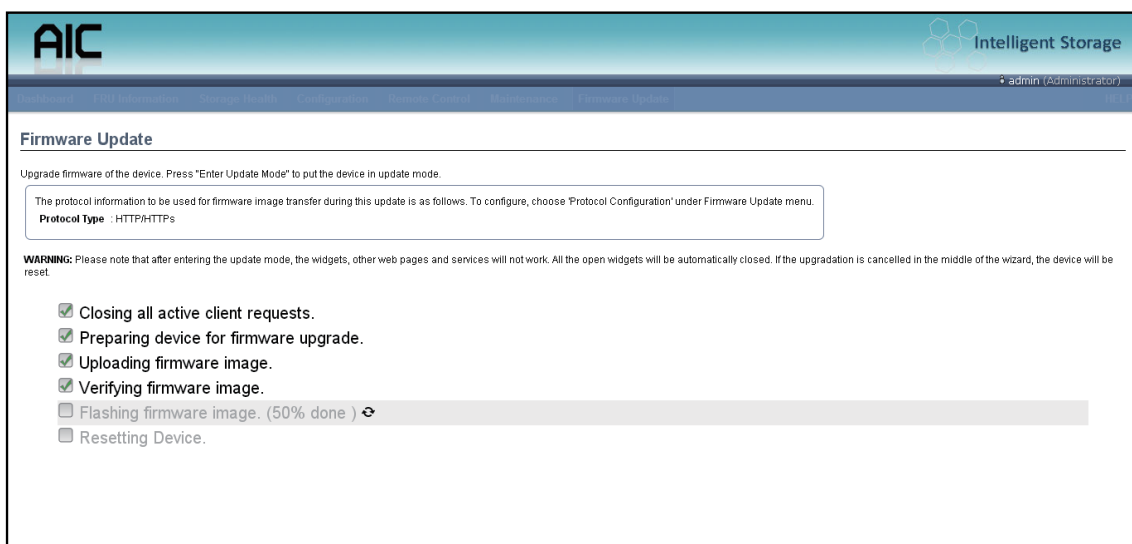 AIC
Intelligent Storage
admin (Administrator)
Dashboard FRU Information Storage Health Configuration Remote Control Maintenance Firmware Update HELP
Firmware Update
Upgrade firmware of the device. Press "Enter Update Mode" to put the device in update mode.
The protocol information to be used for firmware image transfer during this update is as follows. To configure, choose 'Protocol Configuration' under Firmware Update menu.
Protocol Type : HTTP/HTTPs
WARNING: Please note that after entering the update mode, the widgets, other web pages and services will not work. All the open widgets will be automatically closed. If the upgradation is cancelled in the middle of the wizard, the device will be
reset.
Closing all active client requests.
Preparing device for firmware upgrade.
Uploading firmware image.
Verifying firmware image.
Flashing firmware image. (50% done )
Resetting Device.